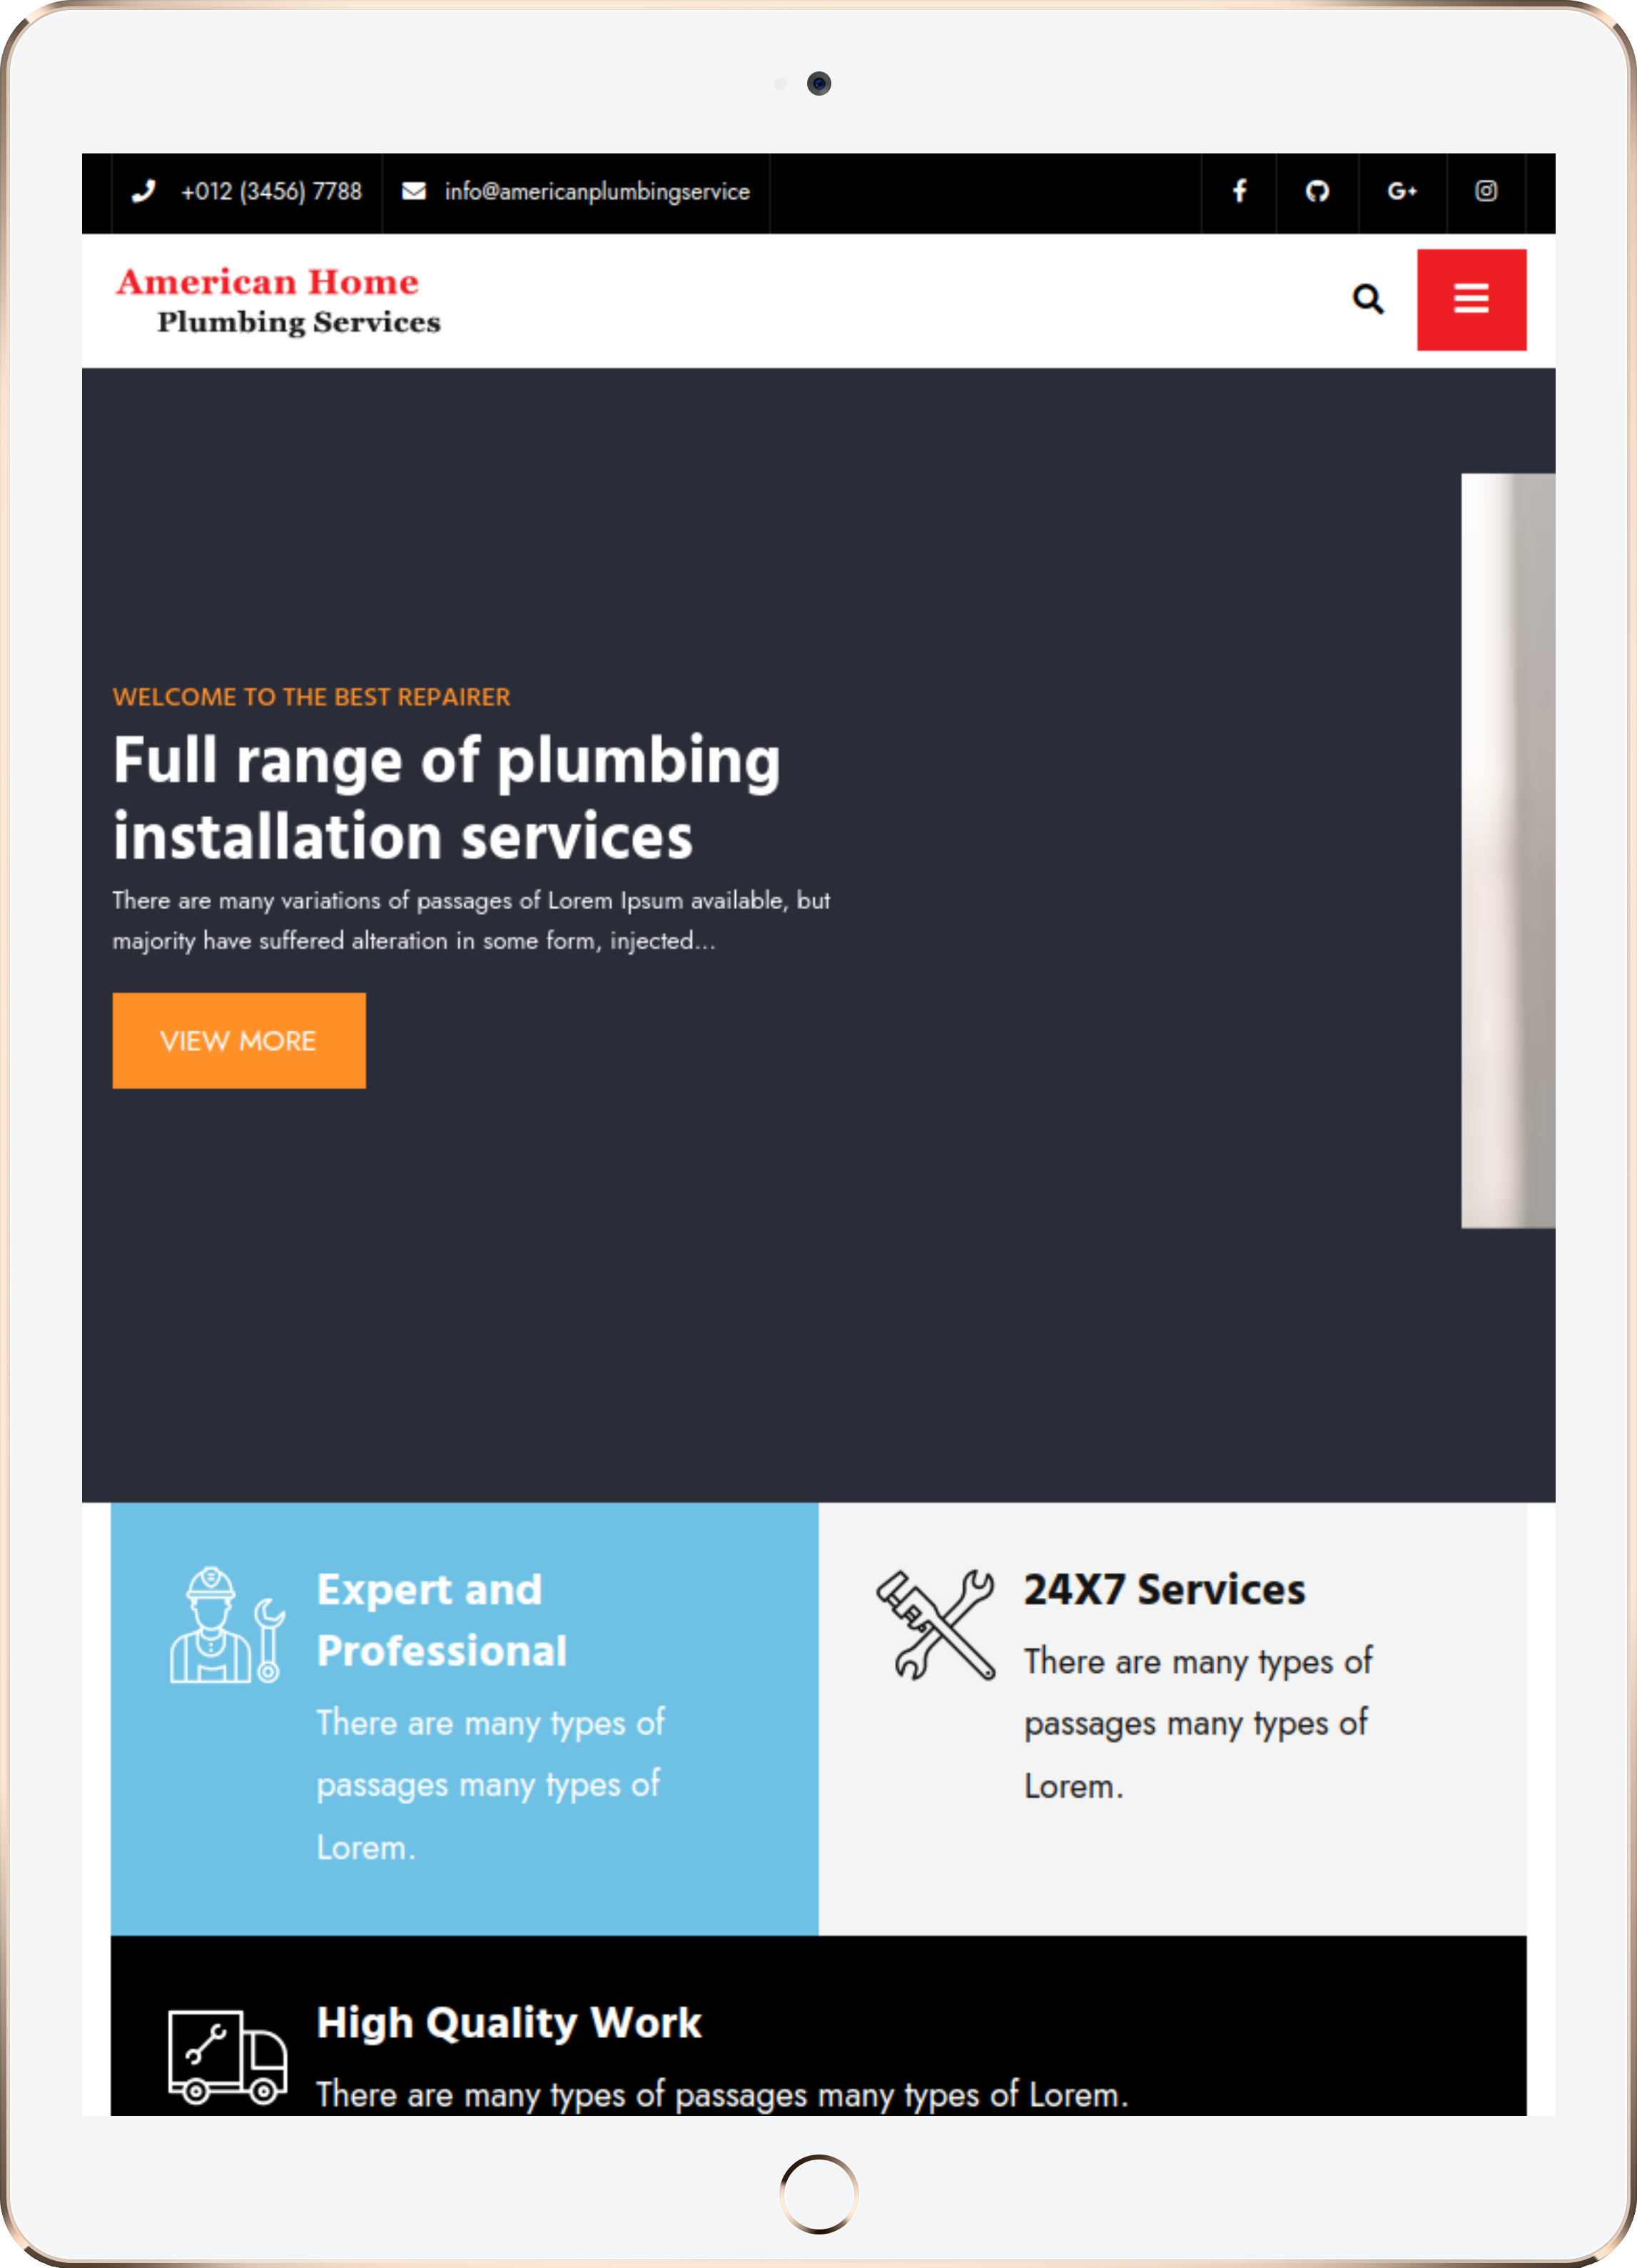 +012 (3456) 7788 info@americanplumbingservice
American Home
Plumbing Services
WELCOME TO THE BEST REPAIRER
Full range of plumbing
installation services
There are many variations of passages of Lorem Ipsum available, but
majority have suffered alteration in some form, injected...
VIEW MORE
Expert and
Professional
There are many types of
passages many types of
Lorem.
24X7 Services
There are many types of
passages many types of
Lorem.
High Quality Work
There are many types of passages many types of Lorem.